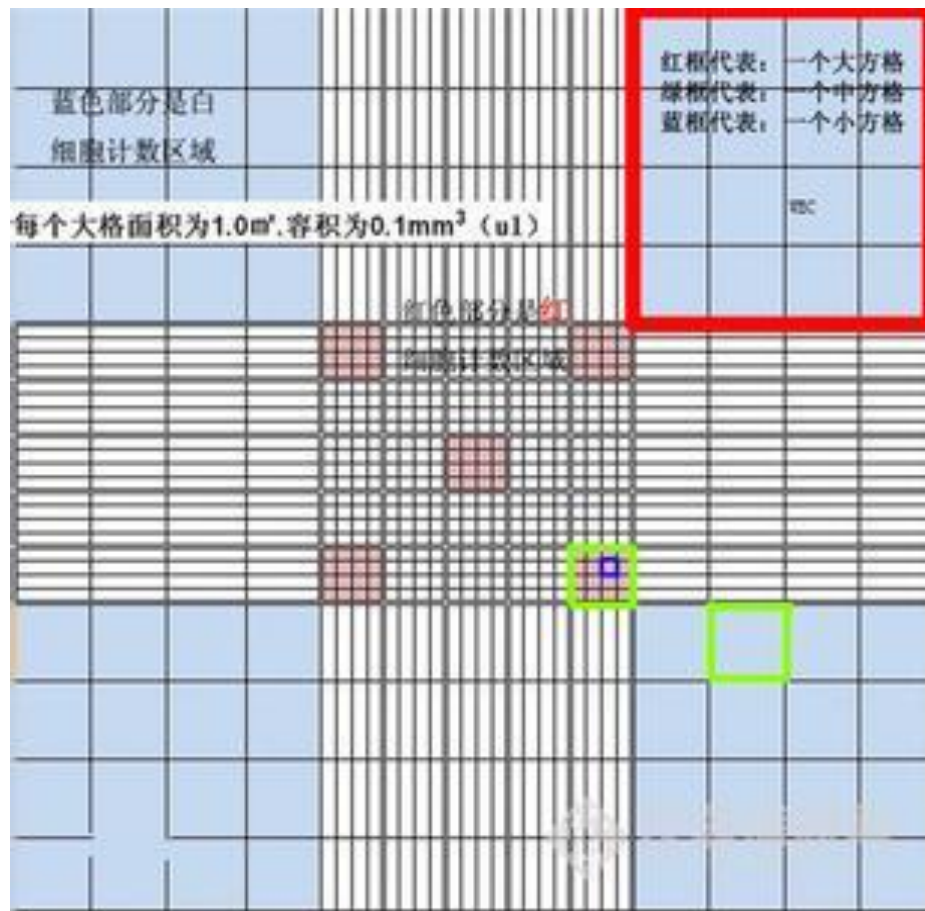 蓝色部分是白
细胞计数区域
红框代表：一个大方格
绿框代表：一个中方格
蓝框代表：一个小方格
WBC
每个大格面积为1.0㎡.容积为0.1mm³（ul）
红色部分是红
细胞计数区域